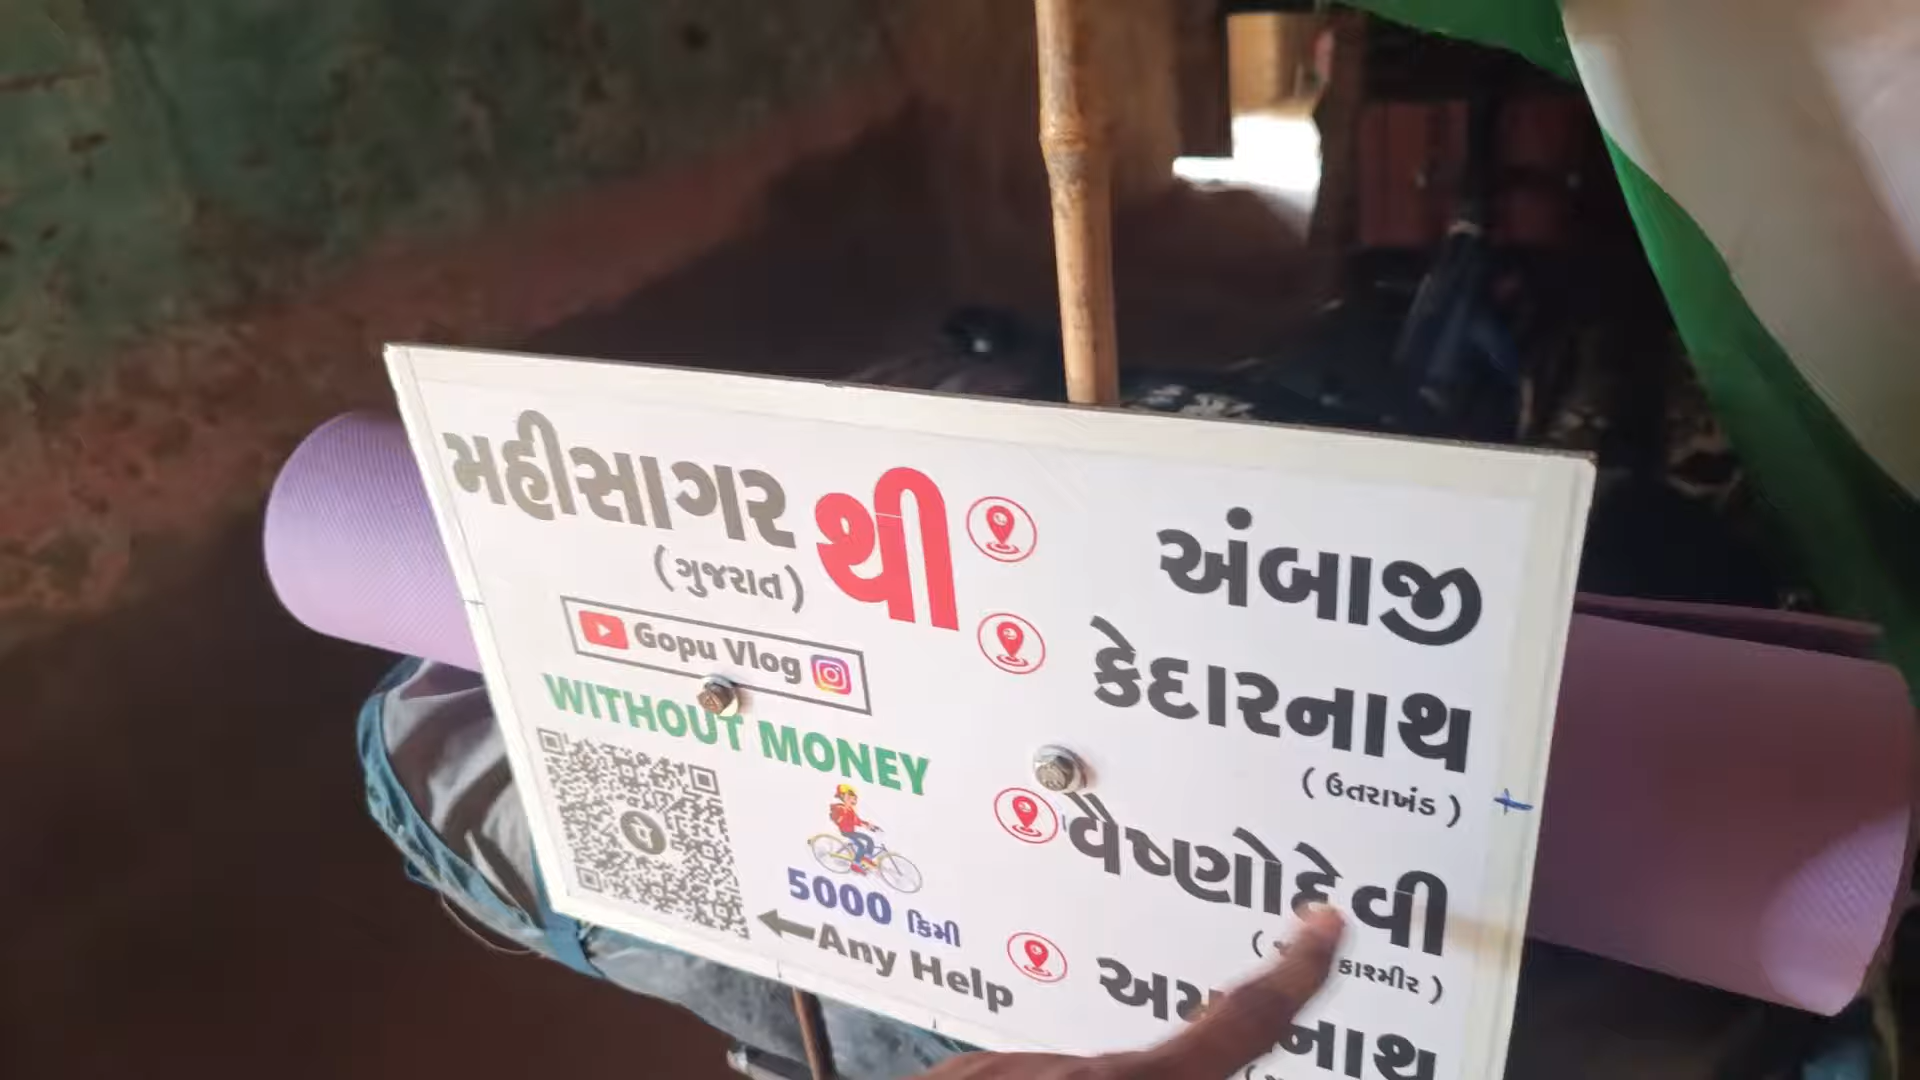 મહીસાગર થી
(ગુજરાત)
Gopu Vlog
WITHOUT MONEY
5000 કિમી
Any Help
અંબાજી
કેદારનાથ
( ઉતરાખંડ )
વૈષ્ણોદેવી
કાશ્મીર )